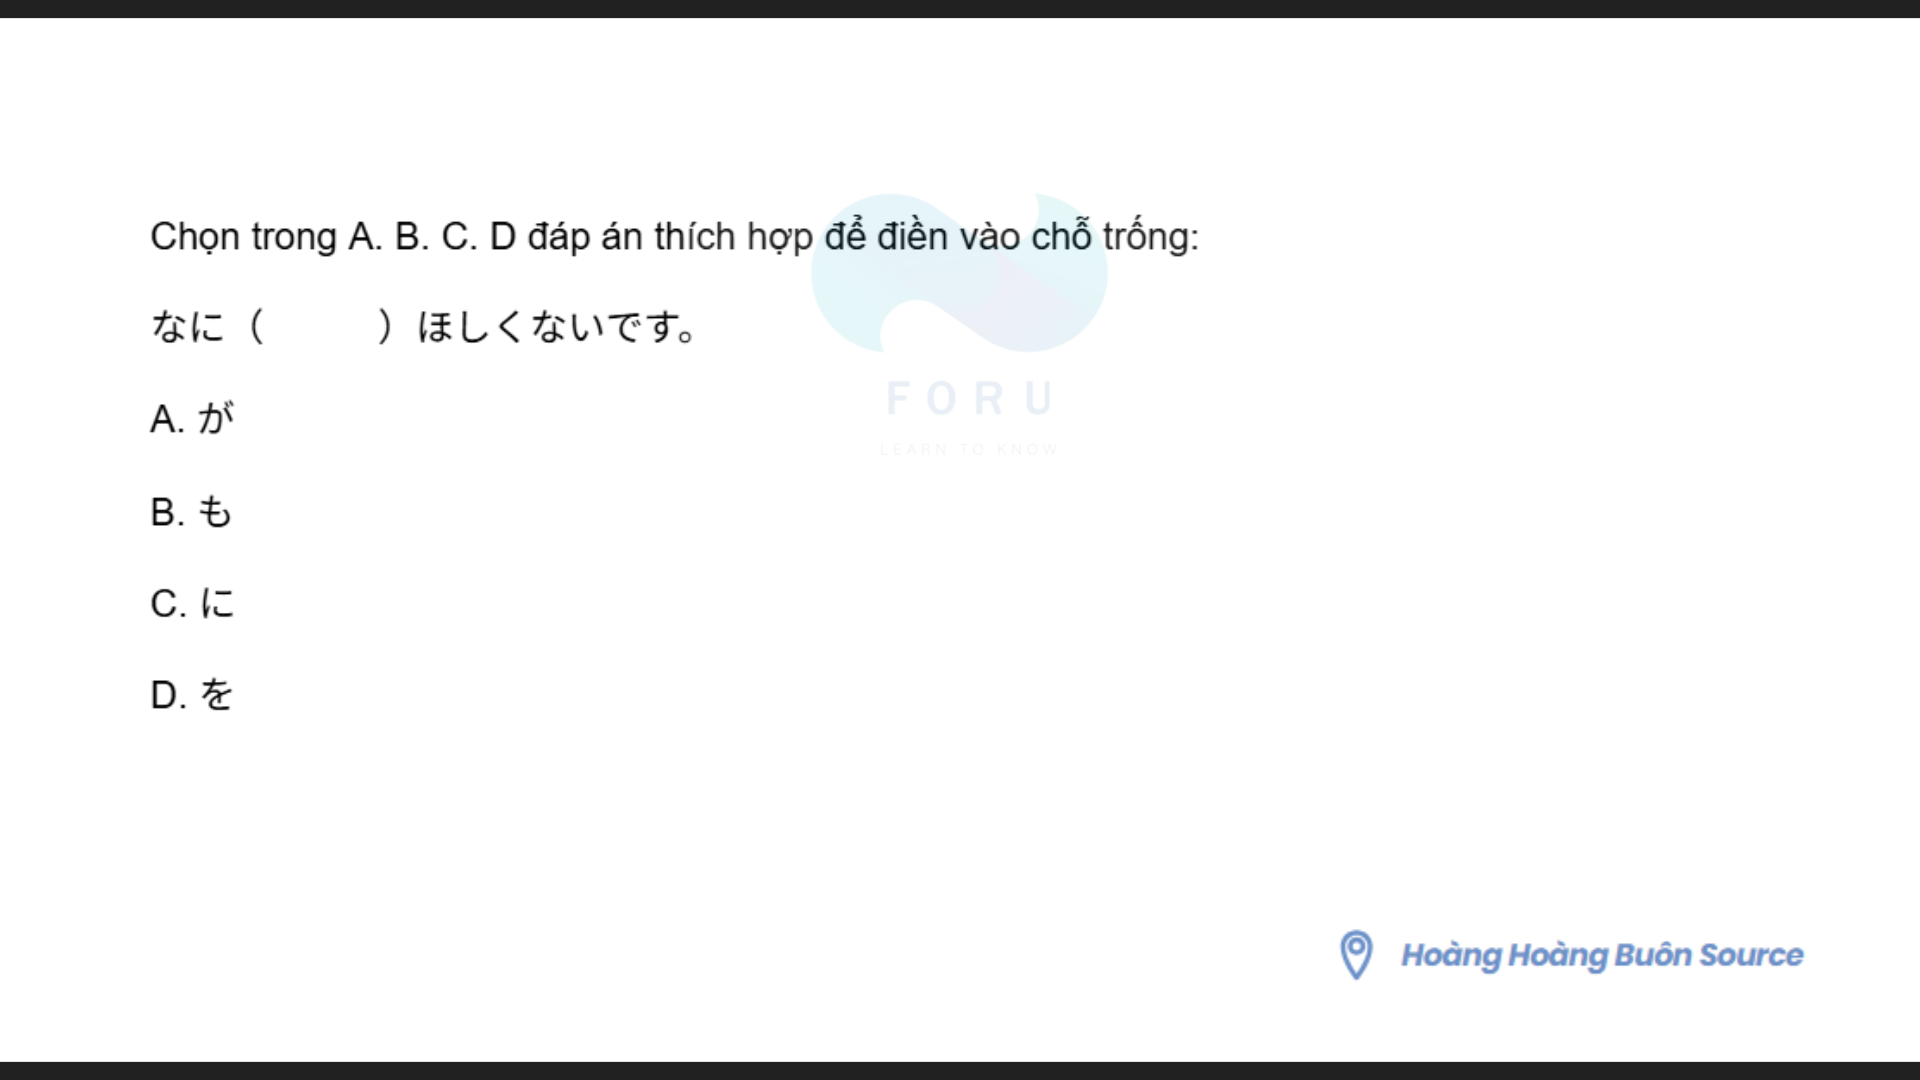 Chọn trong A. B. C. D đáp án thích hợp để điền vào chỗ trống:
なに（　　　）ほしくないです。
A. が
B. も
C. に
D. を
FORU
LEARN TO KNOW
Hoàng Hoàng Buôn Source